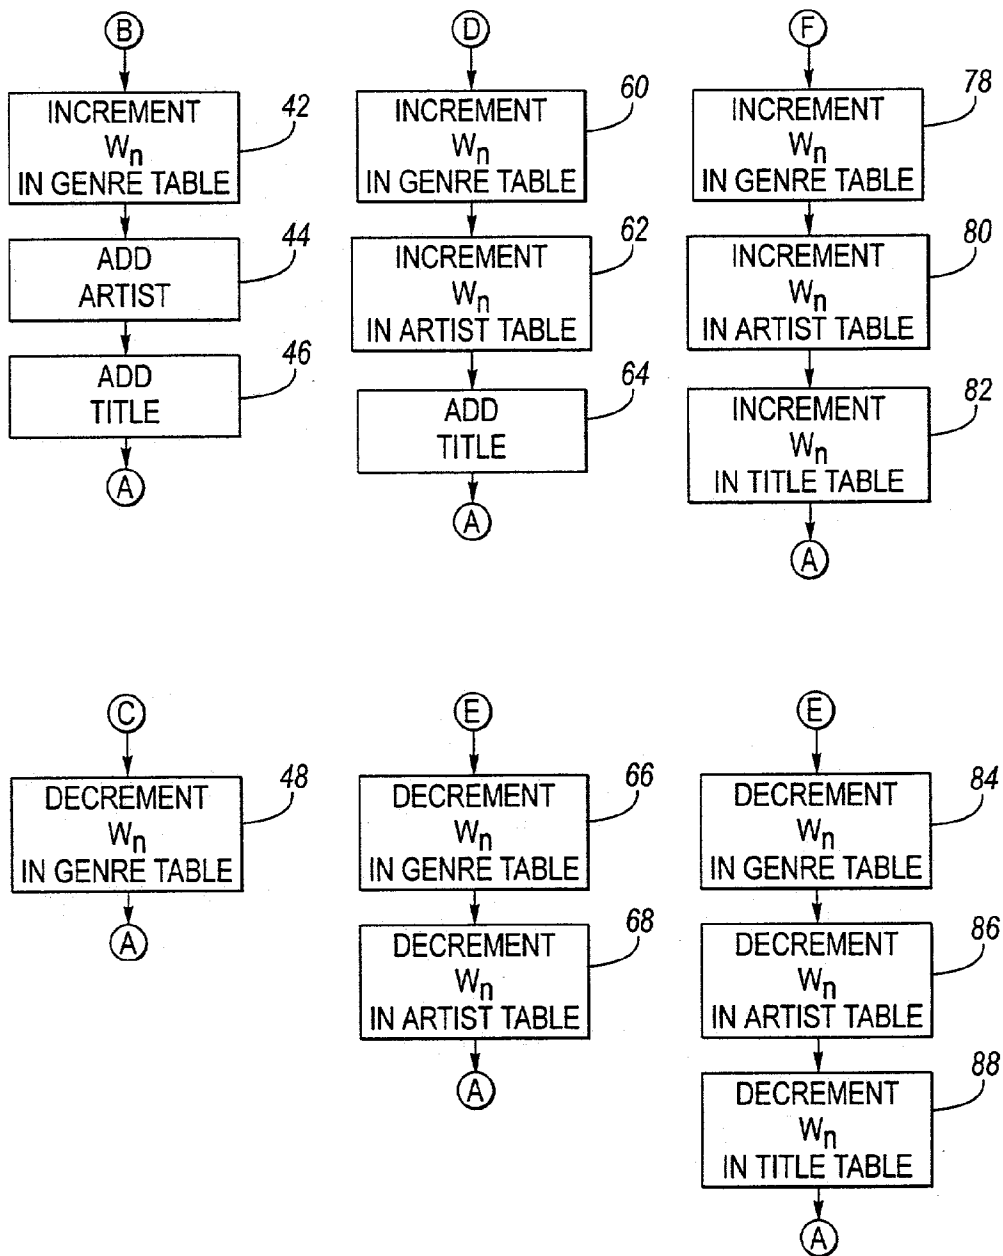 B
INCREMENT
Wn
IN GENRE TABLE
42
ADD
ARTIST
44
ADD
TITLE
46
A
D
INCREMENT
Wn
IN GENRE TABLE
60
INCREMENT
Wn
IN ARTIST TABLE
62
ADD
TITLE
64
A
F
INCREMENT
Wn
IN GENRE TABLE
78
INCREMENT
Wn
IN ARTIST TABLE
80
INCREMENT
Wn
IN TITLE TABLE
82
A
C
DECREMENT
Wn
IN GENRE TABLE
48
A
E
DECREMENT
Wn
IN GENRE TABLE
66
DECREMENT
Wn
IN ARTIST TABLE
68
A
E
DECREMENT
Wn
IN GENRE TABLE
84
DECREMENT
Wn
IN ARTIST TABLE
86
DECREMENT
Wn
IN TITLE TABLE
88
A